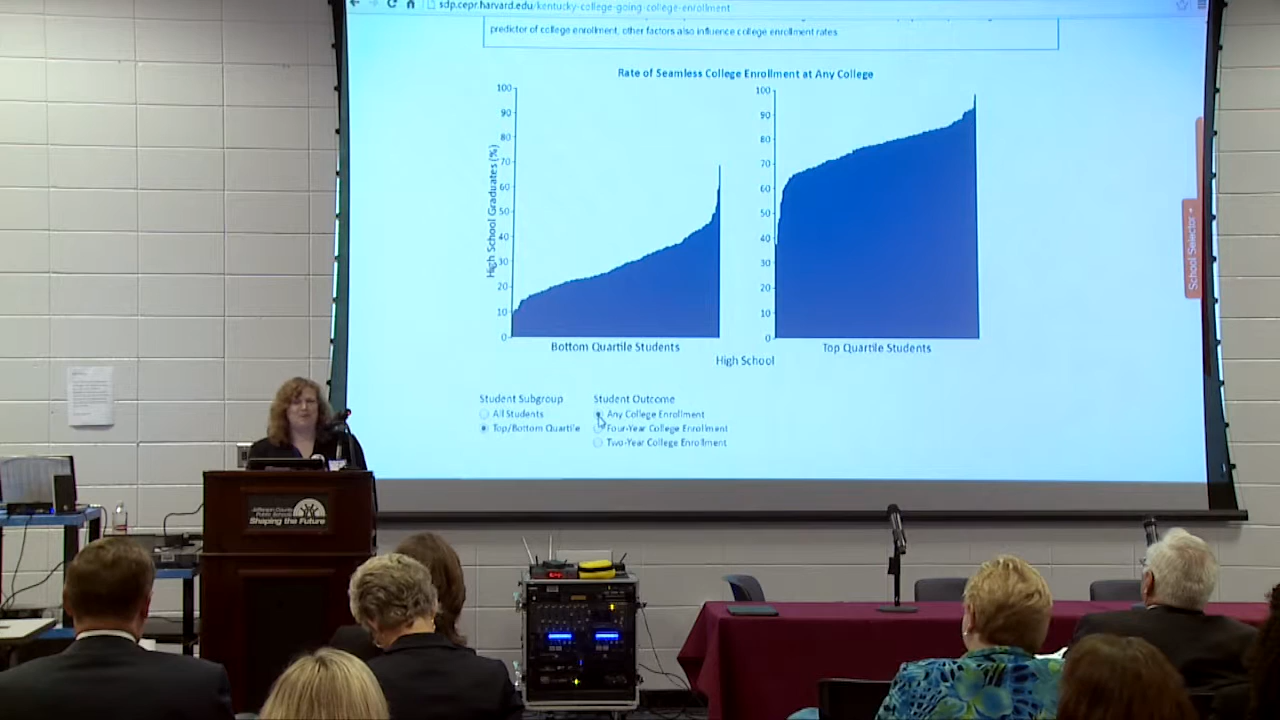 sdp.cepr.harvard.edu/kentucky-college-going-college-enrollment
predictor of college enrollment, other factors also influence college enrollment rates
Rate of Seamless College Enrollment at Any College
High School Graduates (%)
100
90
80
70
60
50
40
30
20
10
0
100
90
80
70
60
50
40
30
20
10
0
Bottom Quartile Students
Top Quartile Students
High School
School Selector
Student Subgroup
All Students
Top/Bottom Quartile
Student Outcome
Any College Enrollment
Four-Year College Enrollment
Two-Year College Enrollment
Jefferson County
Public Schools
Shaping the Future